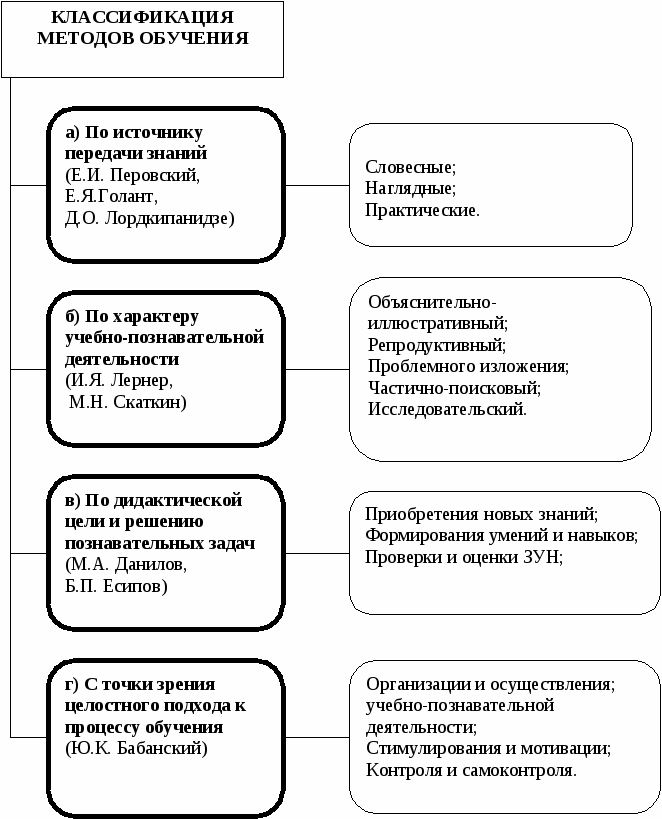 КЛАССИФИКАЦИЯ
МЕТОДОВ ОБУЧЕНИЯ
а) По источнику
передачи знаний
(Е.И. Перовский,
Е.Я.Голант,
Д.О. Лордкипанидзе)
Словесные;
Наглядные;
Практические.
б) По характеру
учебно-познавательной
деятельности
(И.Я. Лернер,
М.Н. Скаткин)
Объяснительно-
иллюстративный;
Репродуктивный;
Проблемного изложения;
Частично-поисковый;
Исследовательский.
в) По дидактической
цели и решению
познавательных задач
(М.А. Данилов,
Б.П. Есипов)
Приобретения новых знаний;
Формирования умений и навыков;
Проверки и оценки ЗУН;
г) С точки зрения
целостного подхода к
процессу обучения
(Ю.К. Бабанский)
Организации и осуществления;
учебно-познавательной
деятельности;
Стимулирования и мотивации;
Контроля и самоконтроля.